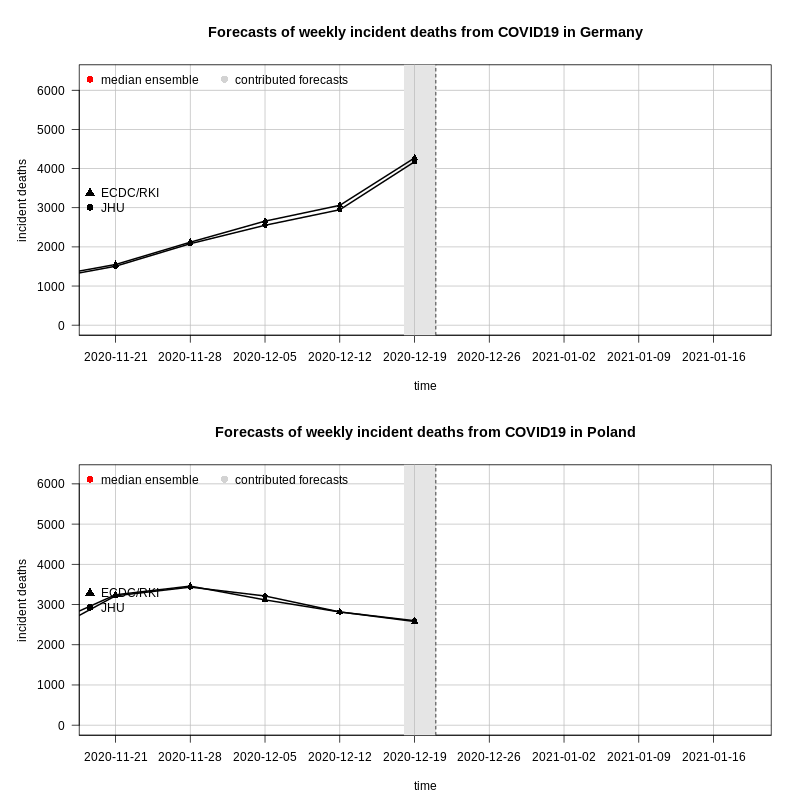 Forecasts of weekly incident deaths from COVID19 in Germany
median ensemble contributed forecasts
6000
5000
4000
ECDC/RKI
3000
JHU
2000
1000
0
incident deaths
2020-11-21 2020-11-28 2020-12-05 2020-12-12 2020-12-19 2020-12-26 2021-01-02 2021-01-09 2021-01-16
time
Forecasts of weekly incident deaths from COVID19 in Poland
median ensemble contributed forecasts
6000
5000
4000
ECDC/RKI
3000
JHU
2000
1000
0
incident deaths
2020-11-21 2020-11-28 2020-12-05 2020-12-12 2020-12-19 2020-12-26 2021-01-02 2021-01-09 2021-01-16
time